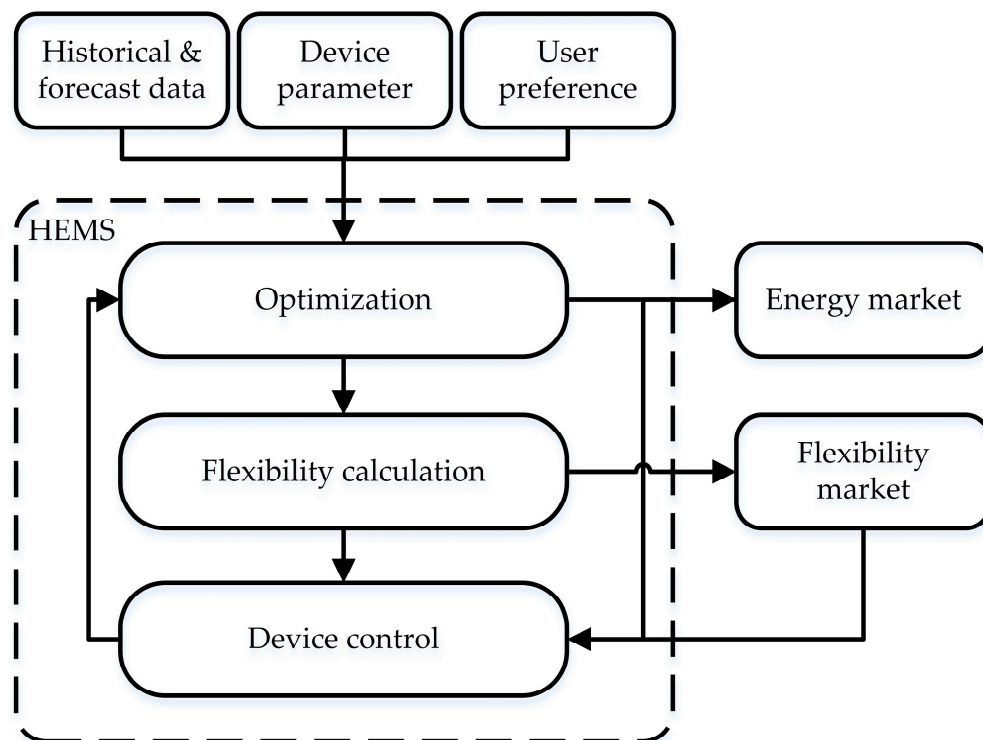 Historical &
forecast data
Device
parameter
User
preference
HEMS
Optimization
Energy market
Flexibility calculation
Flexibility
market
Device control